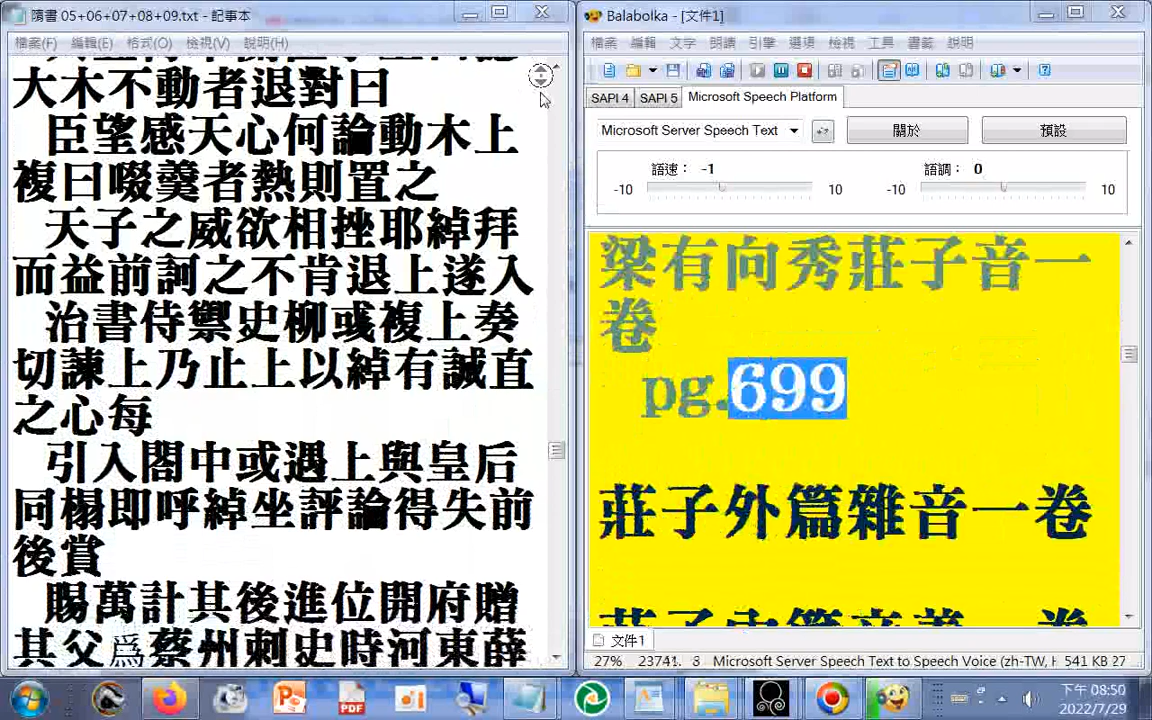 隋書 05+06+07+08+09.txt - 記事本
檔案(F) 編輯(E) 格式(O) 檢視(V) 說明(H)
大木不動者退對曰
臣望感天心何論動木上
複曰啜羹者熱則置之
天子之威欲相挫耶綽拜
而益前訶之不肯退上遂入
治書侍禦史柳彧複上奏
切諫上乃止上以綽有誠直
之心每
引入閤中或遇上與皇后
同榻即呼綽坐評論得失前
後賞
賜萬計其後進位開府贈
其父爲蔡州刺史時河東薛
Balabolka - [文件1]
檔案 編輯 文字 朗讀 引擎 選項 檢視 工具 書籤 說明
SAPI 4 SAPI 5 Microsoft Speech Platform
Microsoft Server Speech Text 關於 預設
語速： -1 語調： 0
-10 10 -10 10
梁有向秀莊子音一
卷
pg.699
莊子外篇雜音一卷
文件1
27% 23741: 3 Microsoft Server Speech Text to Speech Voice (zh-TW, H 541 KB 27
下午 08:50
2022/7/29